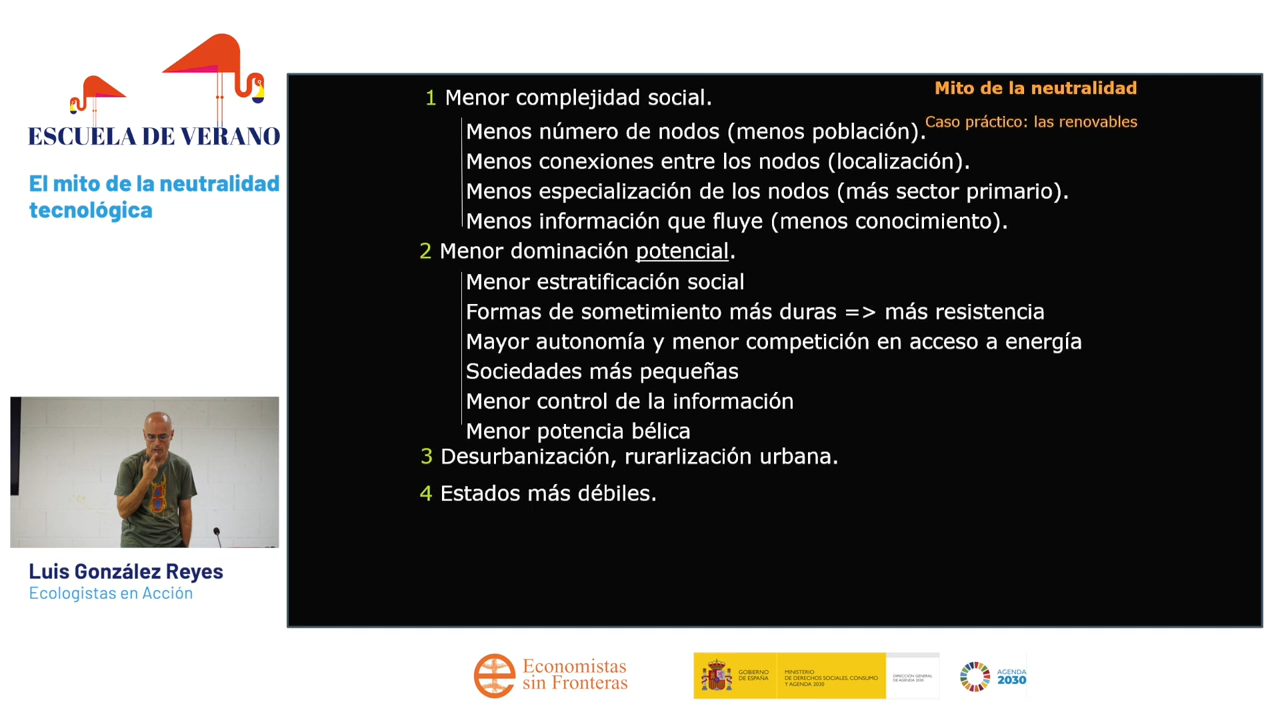 ESCUELA DE VERANO
El mito de la neutralidad
tecnológica
Mito de la neutralidad
Caso práctico: las renovables
1 Menor complejidad social.
Menos número de nodos (menos población).
Menos conexiones entre los nodos (localización).
Menos especialización de los nodos (más sector primario).
Menos información que fluye (menos conocimiento).
2 Menor dominación potencial.
Menor estratificación social
Formas de sometimiento más duras => más resistencia
Mayor autonomía y menor competición en acceso a energía
Sociedades más pequeñas
Menor control de la información
Menor potencia bélica
3 Desurbanización, rurarlización urbana.
4 Estados más débiles.
Luis González Reyes
Ecologistas en Acción
Economistas
sin Fronteras
GOBIERNO
DE ESPAÑA
MINISTERIO
DE DERECHOS SOCIALES, CONSUMO
Y AGENDA 2030
DIRECCIÓN GENERAL
DE AGENDA 2030
AGENDA
2030